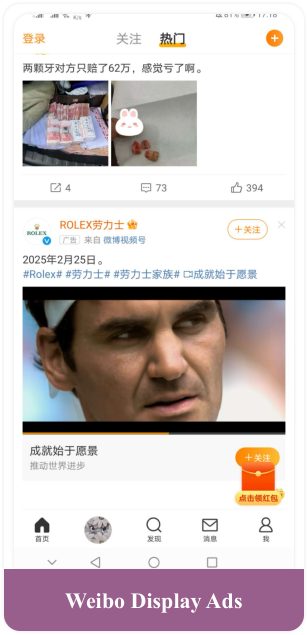 登录
关注
热门
两颗牙对方只赔了62万，感觉亏了啊。
4
73
394
ROLEX
ROLEX劳力士
+关注
广告 来自 微博视频号
2025年2月25日。
#Rolex# #劳力士# #劳力士家族# 成就始于愿景
成就始于愿景
推动世界进步
+关注
点击领红包
首页
发现
消息
我
Weibo Display Ads